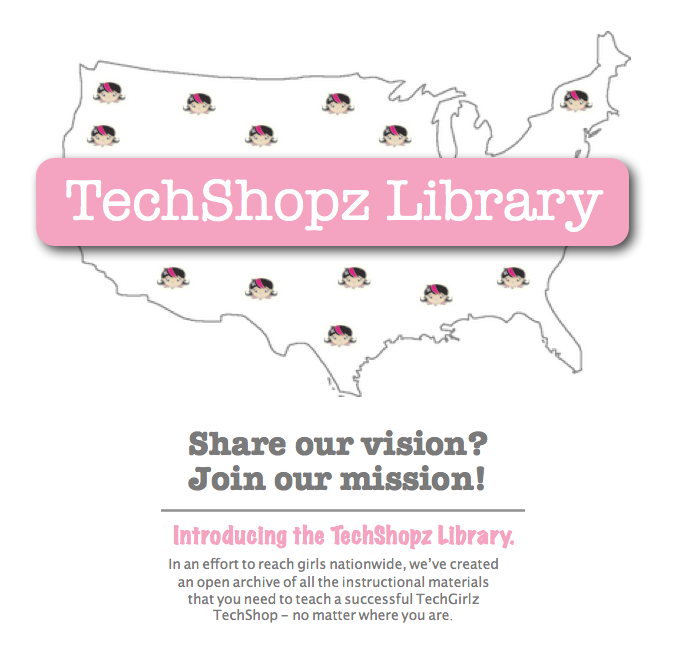 TechShopz Library
Share our vision?
Join our mission!
Introducing the TechShopz Library.
In an effort to reach girls nationwide, we've created
an open archive of all the instructional materials
that you need to teach a successful TechGirlz
TechShop – no matter where you are.